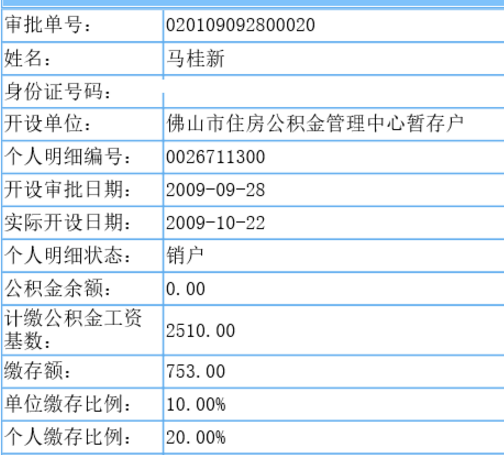 审批单号： 020109092800020
姓名： 马桂新
身份证号码：
开设单位： 佛山市住房公积金管理中心暂存户
个人明细编号： 0026711300
开设审批日期： 2009-09-28
实际开设日期： 2009-10-22
个人明细状态： 销户
公积金余额： 0.00
计缴公积金工资
基数： 2510.00
缴存额： 753.00
单位缴存比例： 10.00%
个人缴存比例： 20.00%